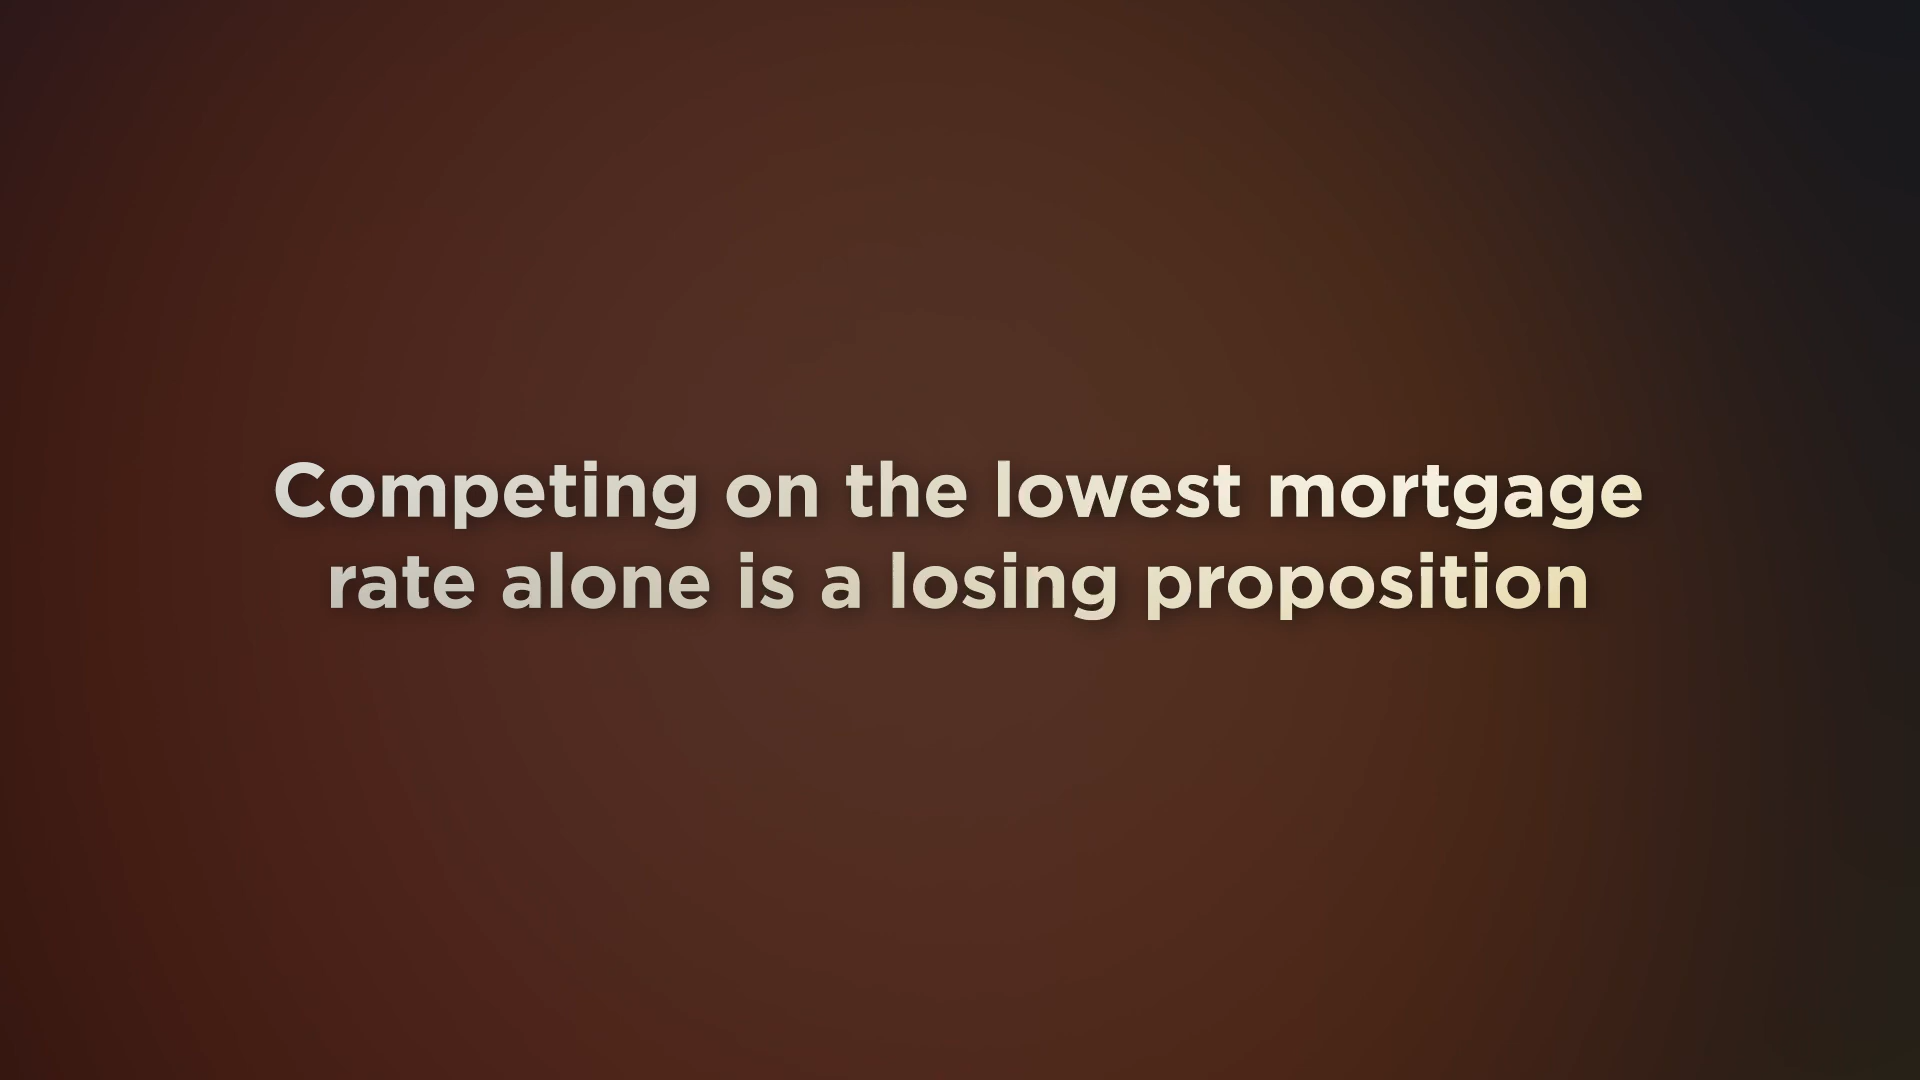 Competing on the lowest mortgage
rate alone is a losing proposition